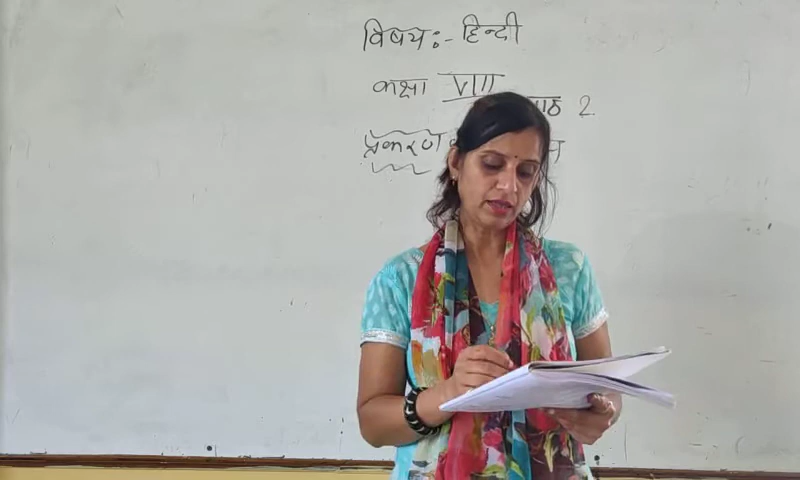 विषय:- हिन्दी
कक्षा VIII
पाठ 2.
प्रकरण